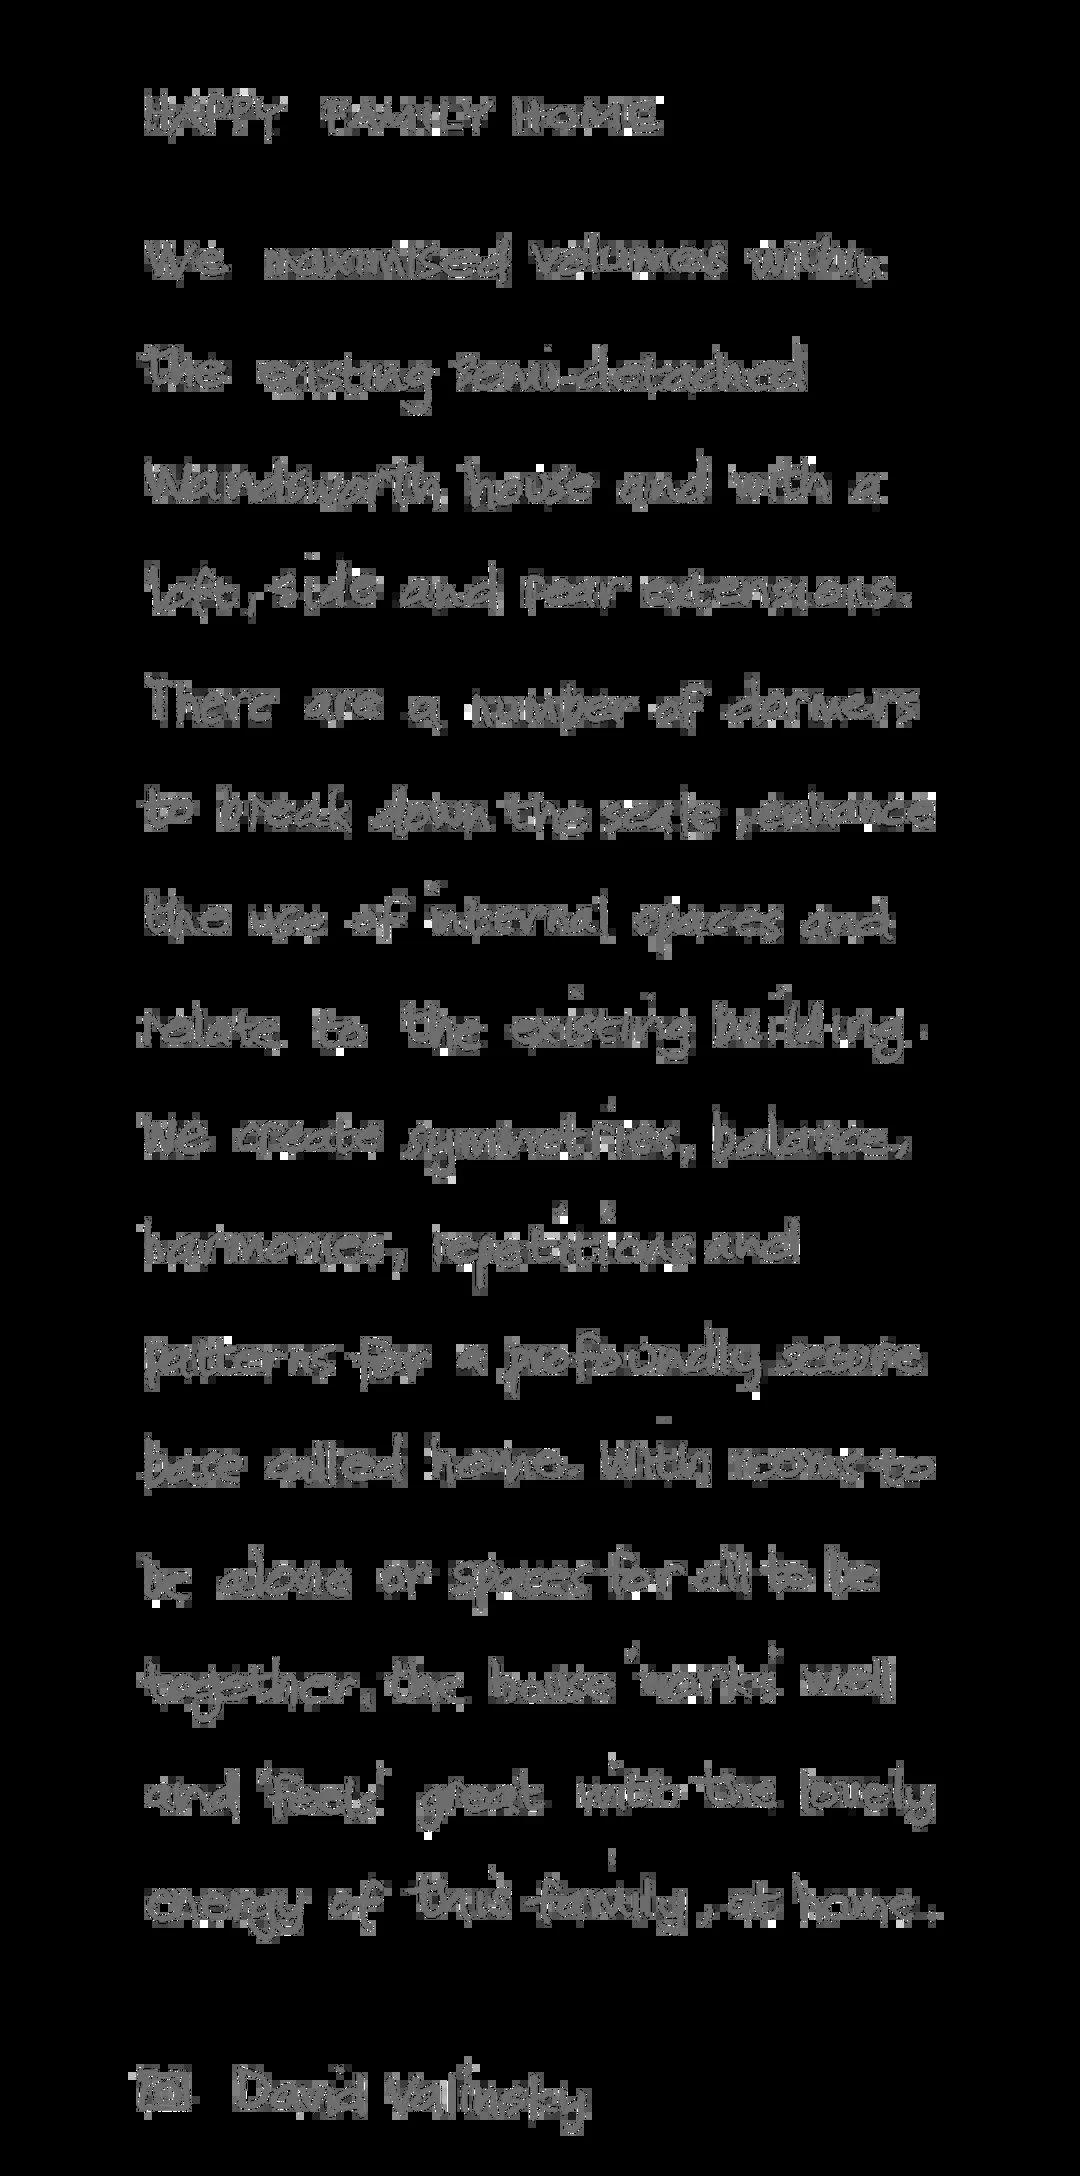 HAPPY FAMILY HOME
We maximised volumes within
the existing semi-detached
Wandsworth house and with a
loft, side and rear extensions.
There are a number of dormers
to break down the scale, enhance
the use of internal spaces and
relate to the existing building.
We create symmetries, balance,
harmonies, repetitions and
patterns for a profoundly secure
base called home. With rooms to
be alone or spaces for all to be
together, the house 'works' well
and 'feels' great with the lovely
energy of this family, at home.
David Valinsky